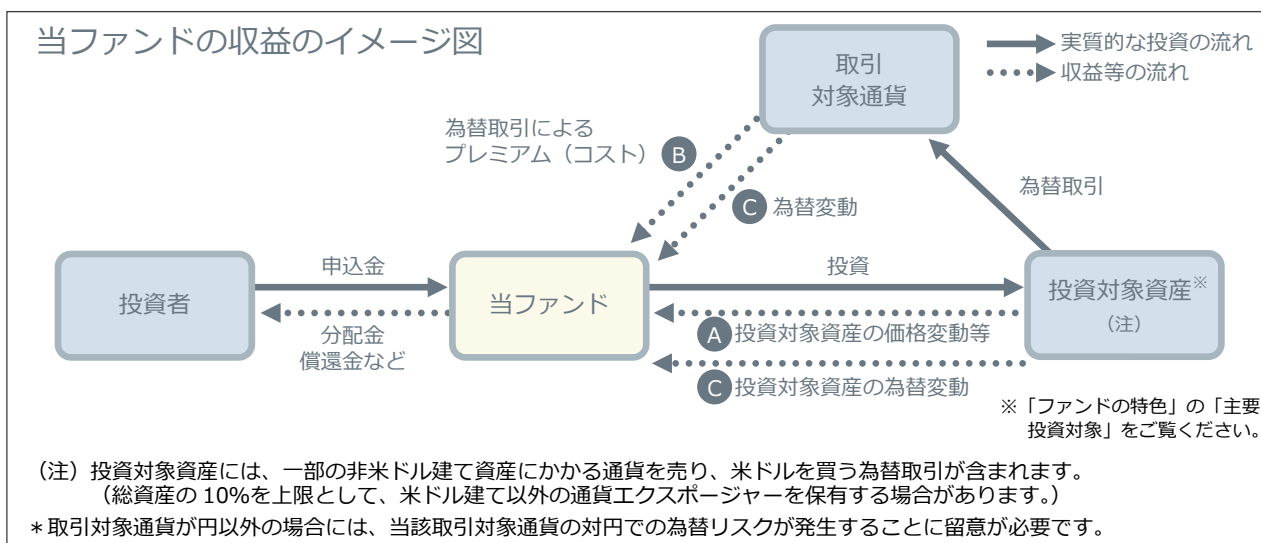 当ファンドの収益のイメージ図
実質的な投資の流れ
収益等の流れ
取引
対象通貨
為替取引による
プレミアム（コスト）
B
C
為替変動
為替取引
投資者
申込金
分配金
償還金など
当ファンド
投資
A
投資対象資産の価格変動等
C
投資対象資産の為替変動
投資対象資産※
（注）
※「ファンドの特色」の「主要
投資対象」をご覧ください。
（注）投資対象資産には、一部の非米ドル建て資産にかかる通貨を売り、米ドルを買う為替取引が含まれます。
（総資産の 10%を上限として、米ドル建て以外の通貨エクスポージャーを保有する場合があります。）
＊取引対象通貨が円以外の場合には、当該取引対象通貨の対円での為替リスクが発生することに留意が必要です。